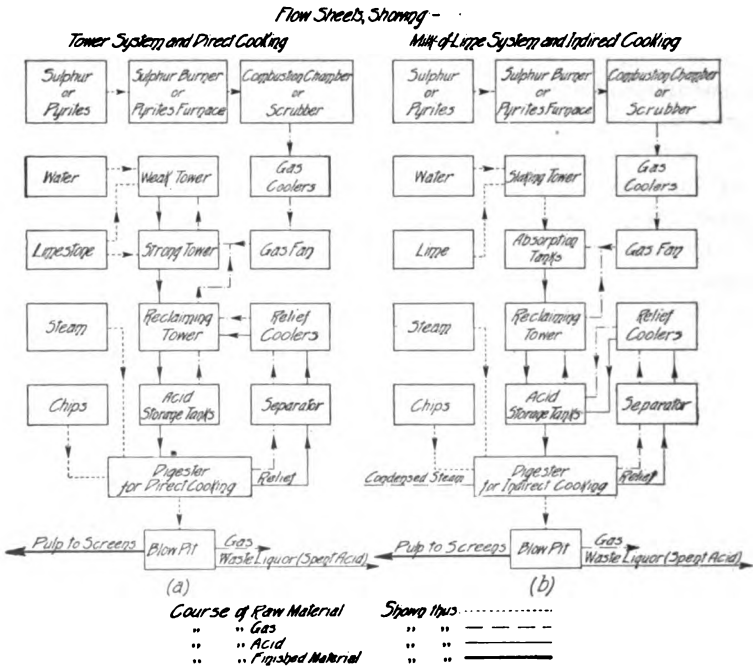 Flow Sheets, Showing -
Tower System and Direct Cooking
Sulphur
or
Pyrites
Sulphur Burner
or
Pyrites Furnace
Combustion Chamber
or
Scrubber
Water
Weak Tower
Gas
Coolers
Limestone
Strong Tower
Gas Fan
Steam
Reclaiming
Tower
Relief
Coolers
Chips
Acid
Storage Tanks
Separator
Digester
for Direct Cooking
Relief
Pulp to Screens
Blow Pit
Gas
Waste Liquor (Spent Acid)
(a)
Milk-of-Lime System and Indirect Cooking
Sulphur
or
Pyrites
Sulphur Burner
or
Pyrites Furnace
Combustion Chamber
or
Scrubber
Water
Slaking Tower
Gas
Coolers
Lime
Absorption
Tanks
Gas Fan
Steam
Reclaiming
Tower
Relief
Coolers
Chips
Acid
Storage Tanks
Separator
Condensed Steam
Digester
for Indirect Cooking
Relief
Pulp to Screens
Blow Pit
Gas
Waste Liquor (Spent Acid)
(b)
Course of Raw Material Shown thus
" " Gas " "
" " Acid " "
" " Finished Material " "